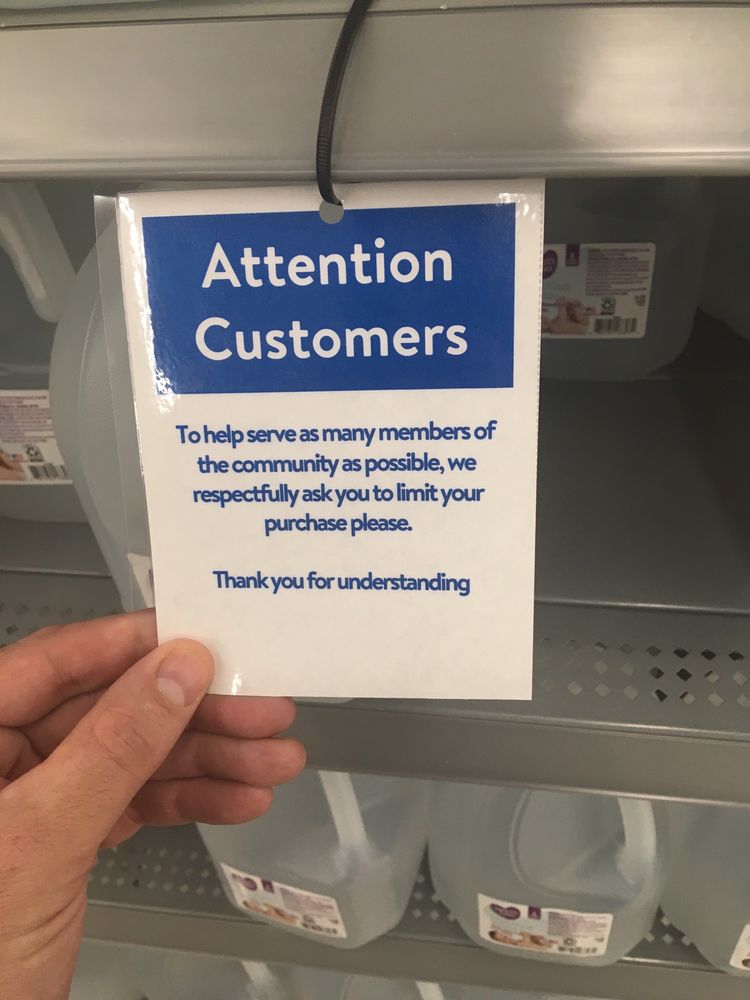 Attention
Customers
To help serve as many members of
the community as possible, we
respectfully ask you to limit your
purchase please.
Thank you for understanding